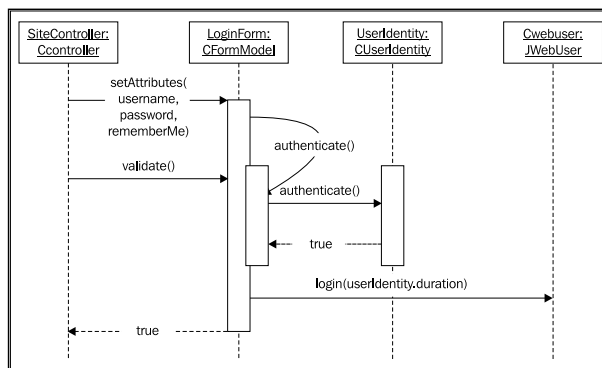 SiteController:
Ccontroller
LoginForm:
CFormModel
UserIdentity:
CUserIdentity
Cwebuser:
JWebUser
setAttributes(
username,
password,
rememberMe)
authenticate()
validate()
authenticate()
true
login(userIdentity.duration)
true